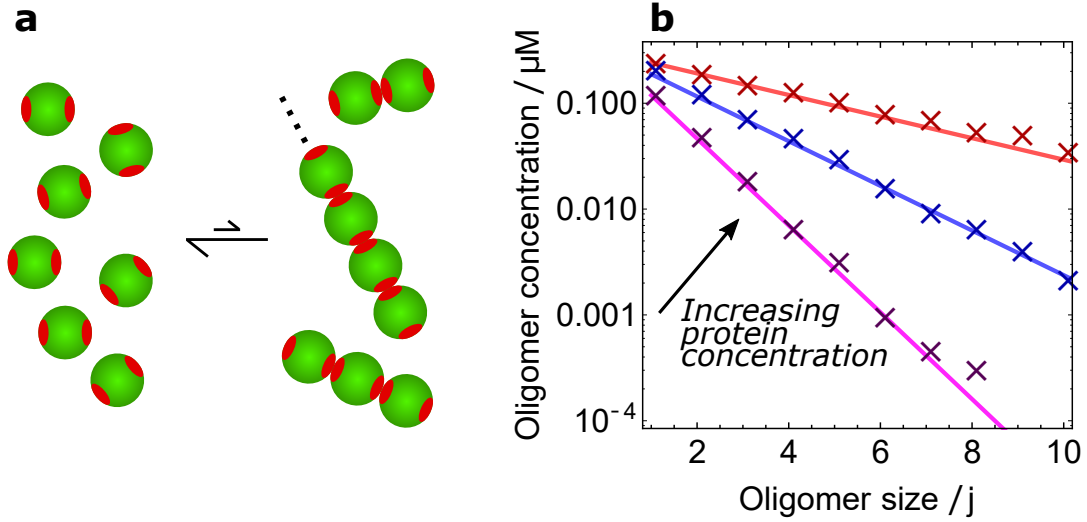 a
b
Oligomer concentration / μM
0.100
0.010
0.001
10⁻⁴
Increasing
protein
concentration
2 4 6 8 10
Oligomer size / j